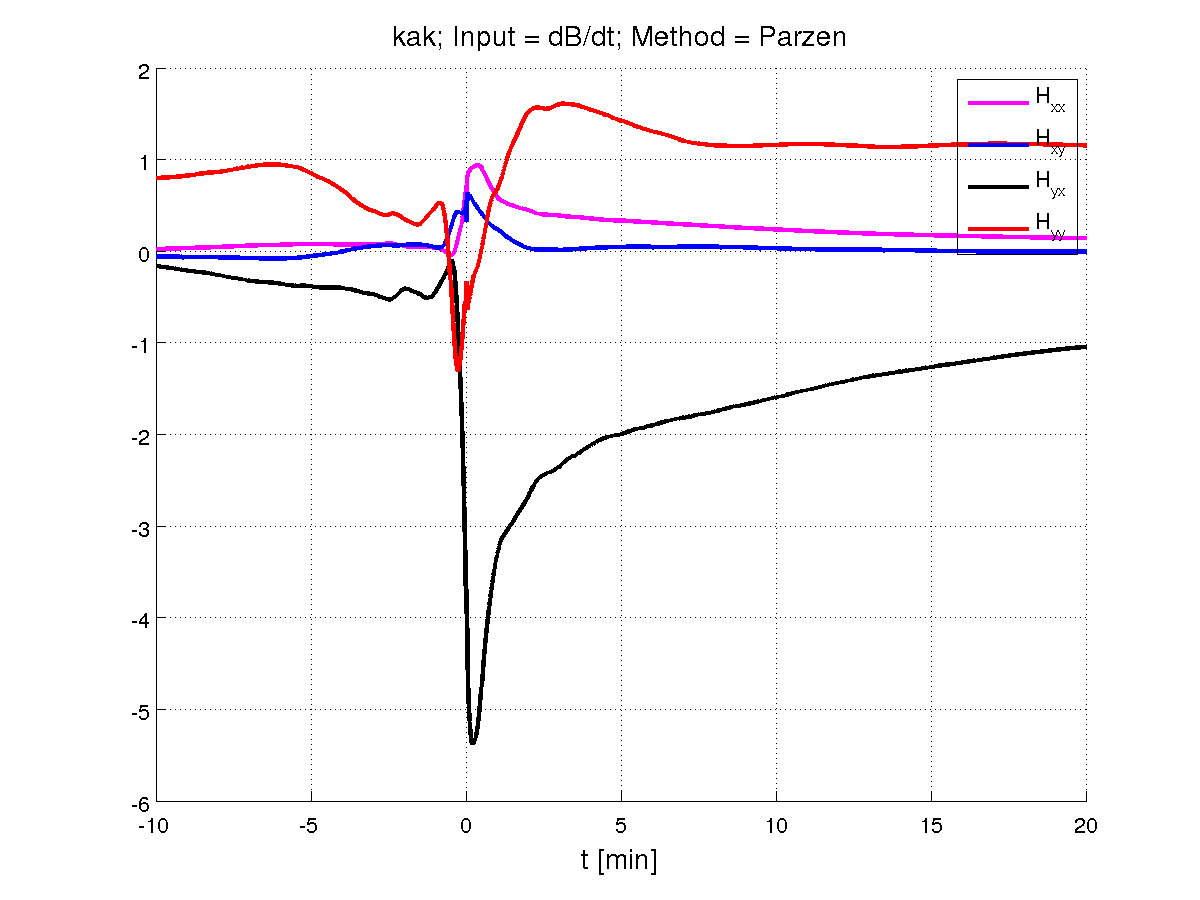 kak; Input = dB/dt; Method = Parzen
2
1
0
-1
-2
-3
-4
-5
-6
H_xx
H_xy
H_yx
H_yy
-10 -5 0 5 10 15 20
t [min]